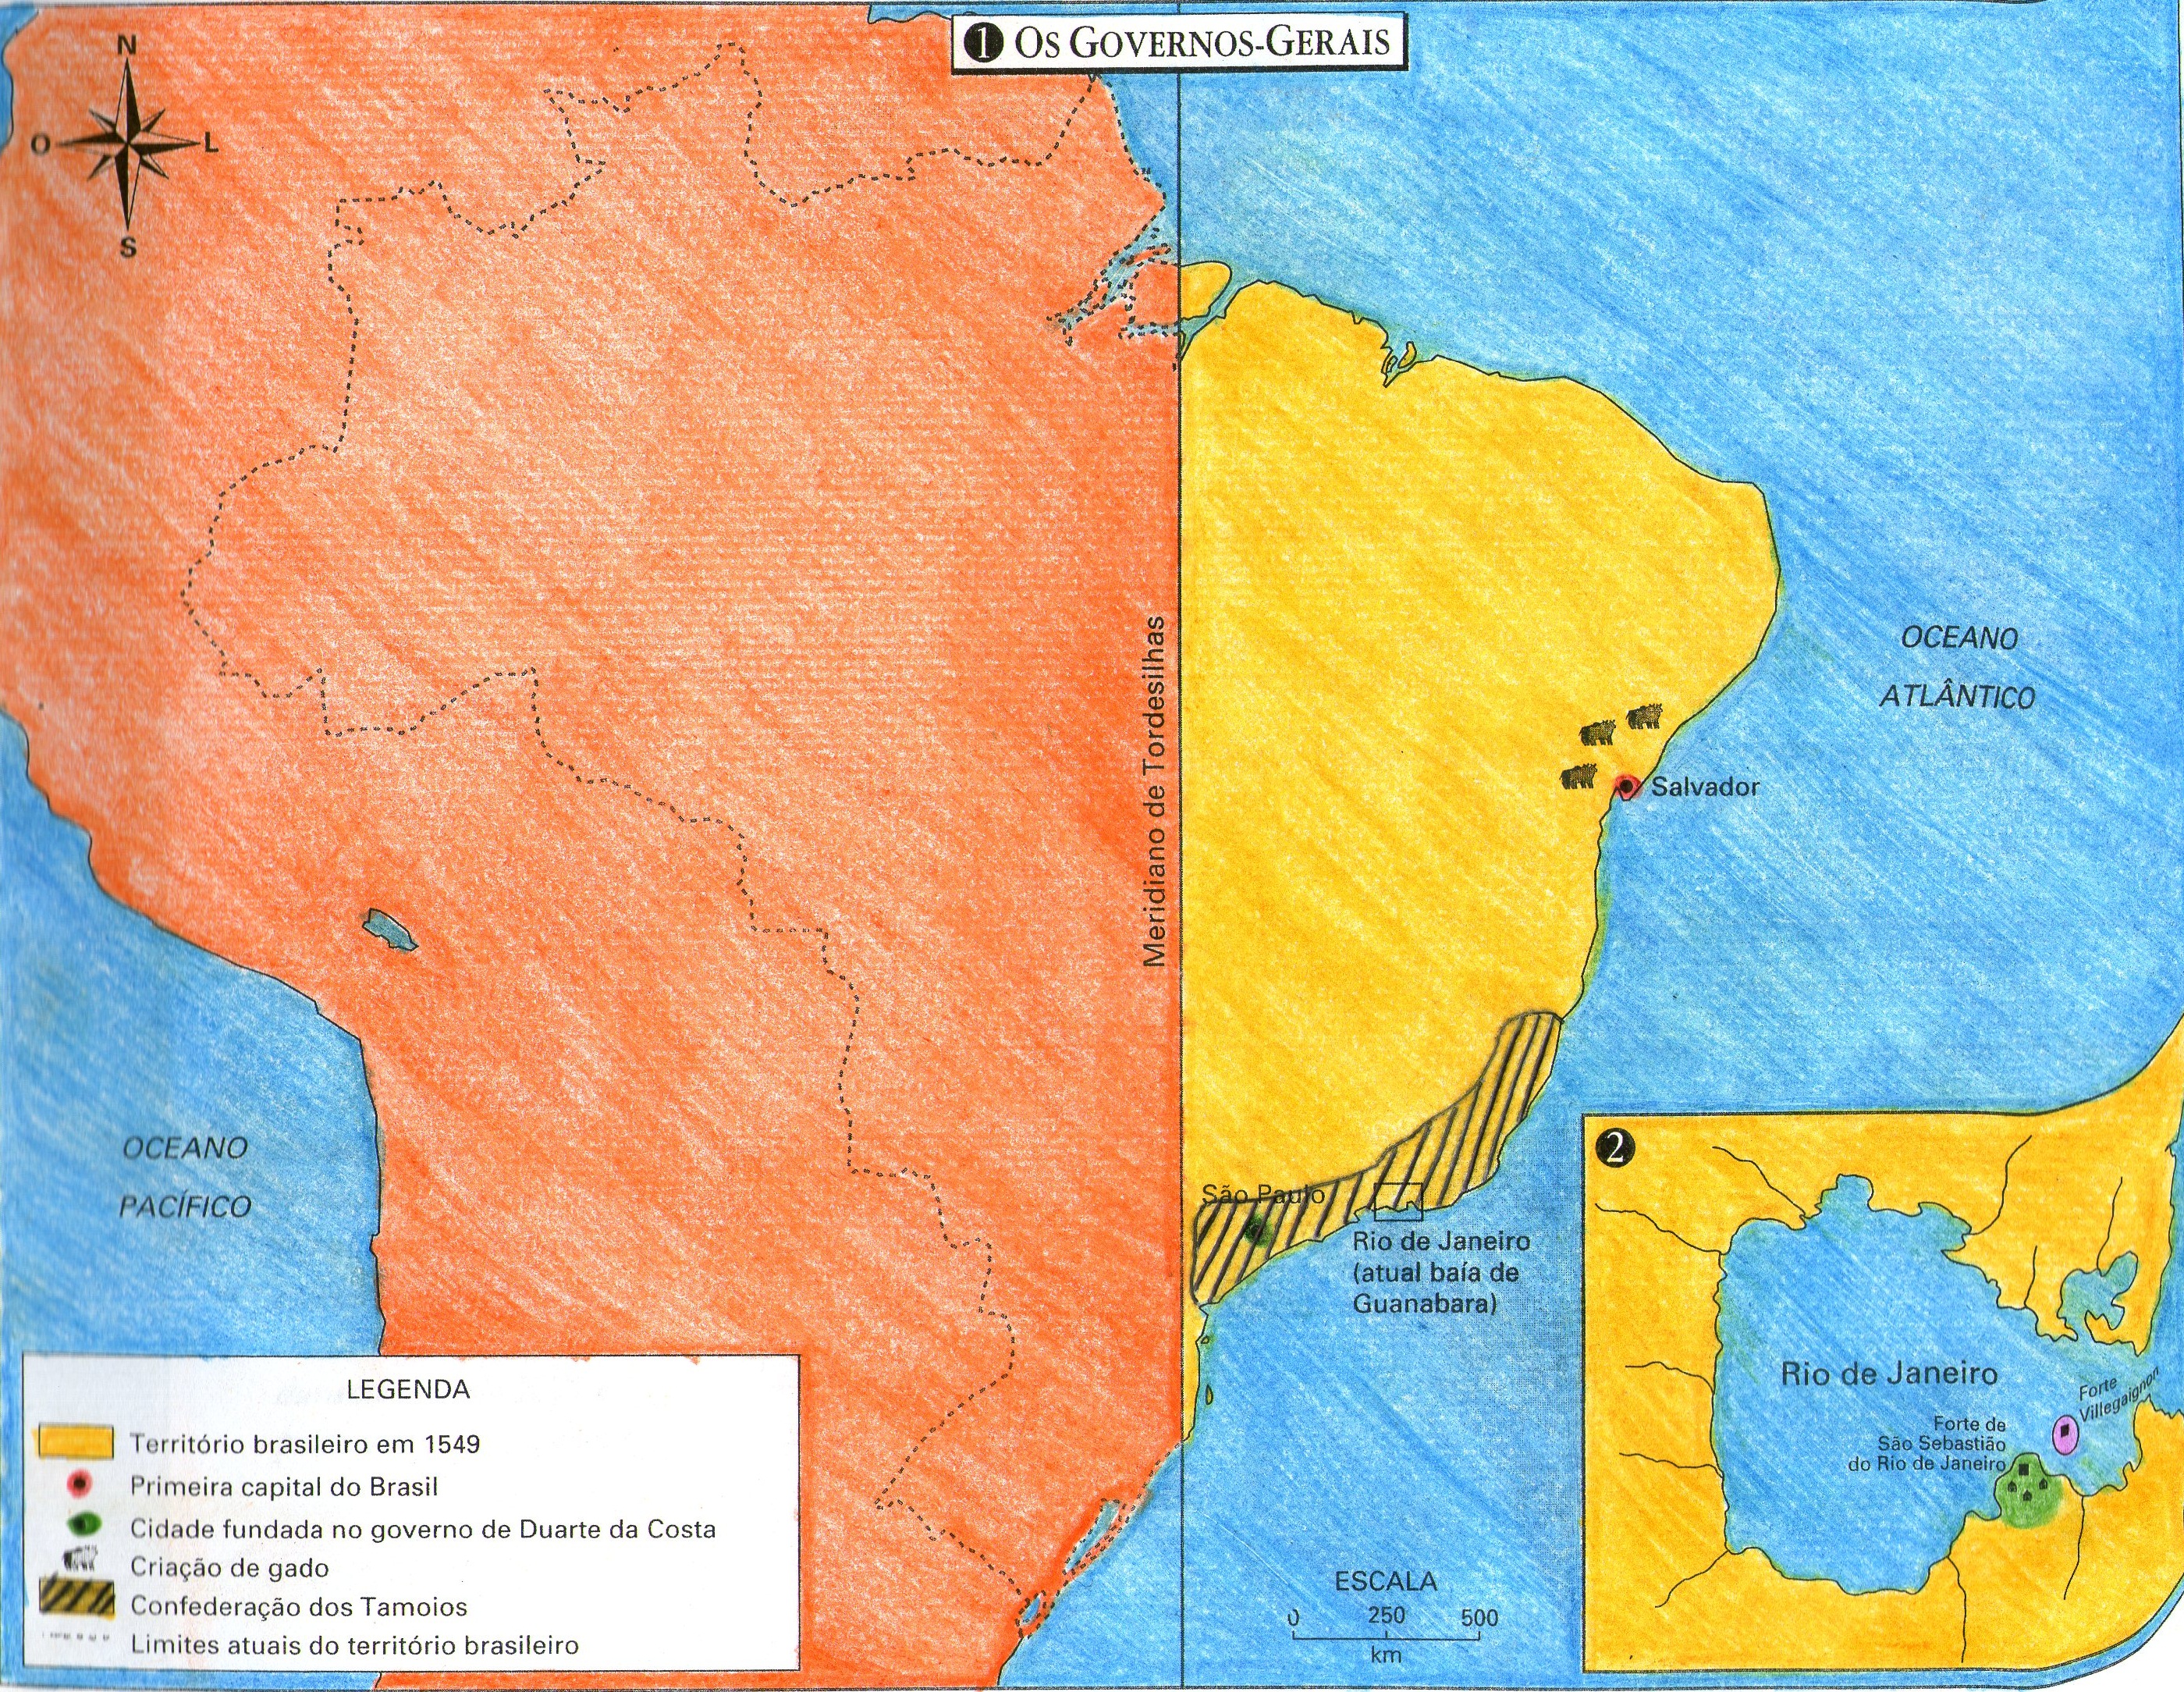 1 OS GOVERNOS-GERAIS
N
O
L
S
Meridiano de Tordesilhas
OCEANO
ATLÂNTICO
Salvador
OCEANO
PACÍFICO
São Paulo
Rio de Janeiro
(atual baía de
Guanabara)
2
Rio de Janeiro
Forte
Villegaignon
Forte de
São Sebastião
do Rio de Janeiro
LEGENDA
Território brasileiro em 1549
Primeira capital do Brasil
Cidade fundada no governo de Duarte da Costa
Criação de gado
Confederação dos Tamoios
Limites atuais do território brasileiro
ESCALA
0 250 500
km